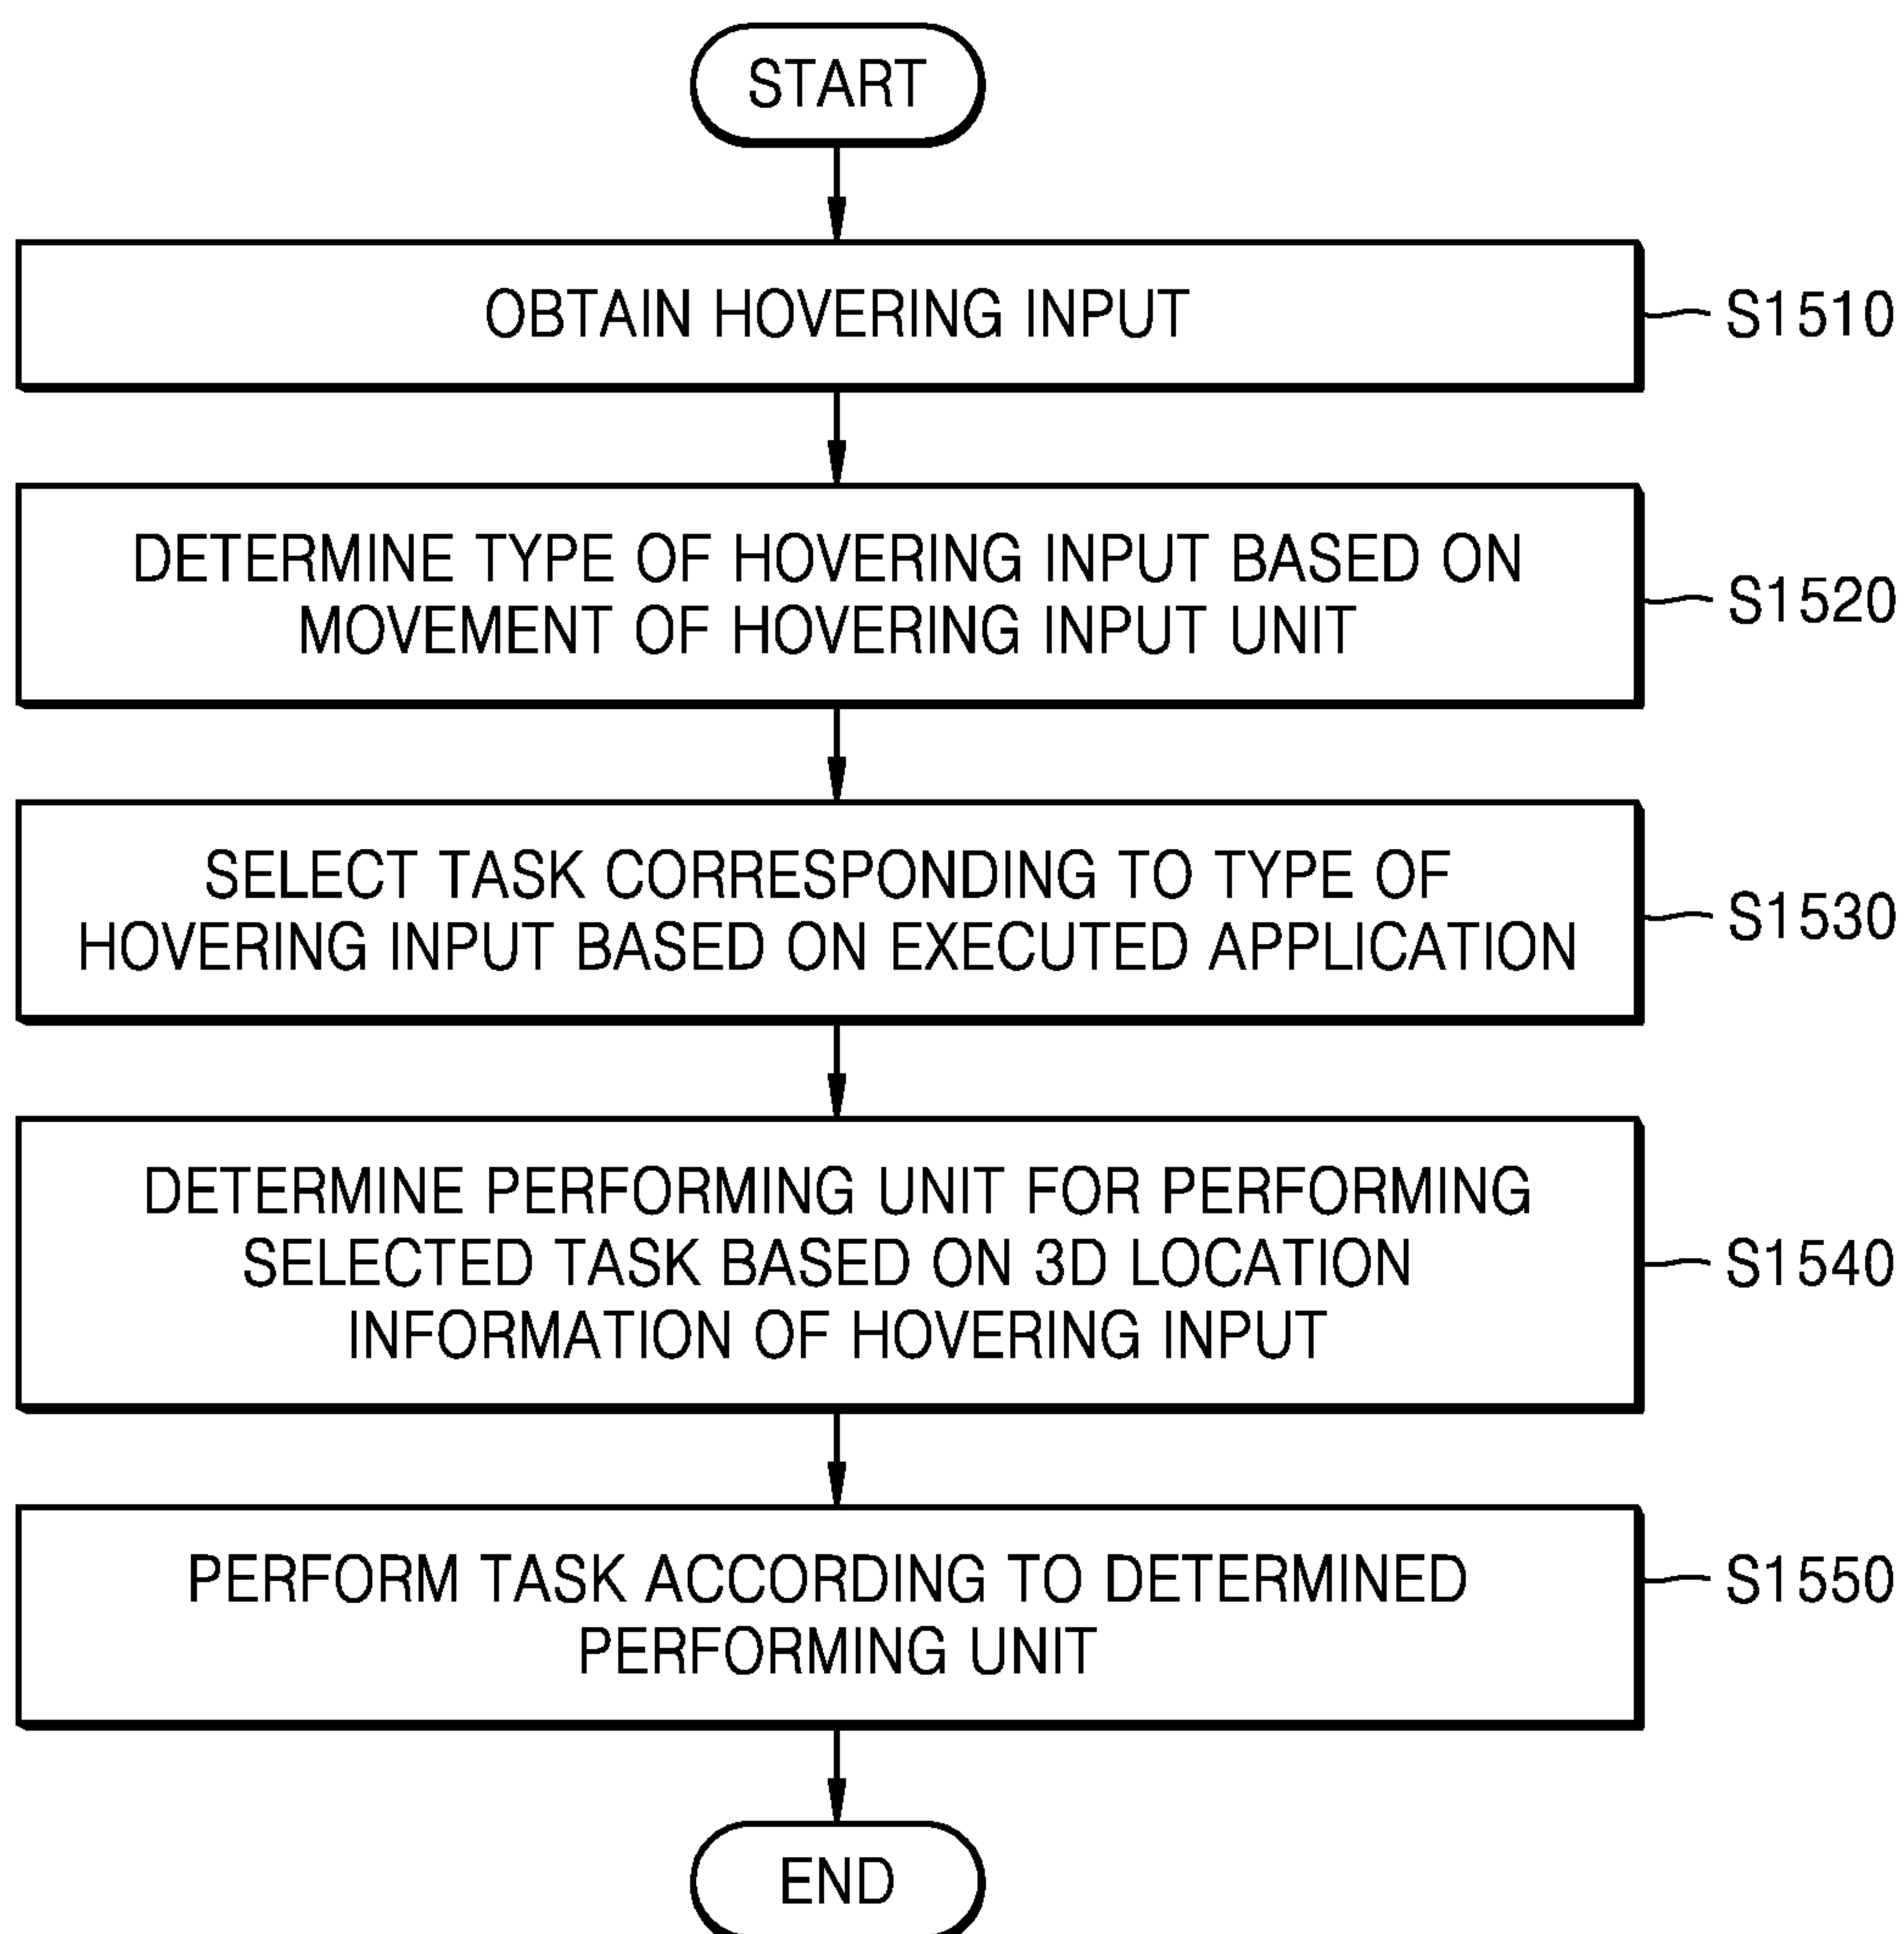 START
OBTAIN HOVERING INPUT
S1510
DETERMINE TYPE OF HOVERING INPUT BASED ON
MOVEMENT OF HOVERING INPUT UNIT
S1520
SELECT TASK CORRESPONDING TO TYPE OF
HOVERING INPUT BASED ON EXECUTED APPLICATION
S1530
DETERMINE PERFORMING UNIT FOR PERFORMING
SELECTED TASK BASED ON 3D LOCATION
INFORMATION OF HOVERING INPUT
S1540
PERFORM TASK ACCORDING TO DETERMINED
PERFORMING UNIT
S1550
END